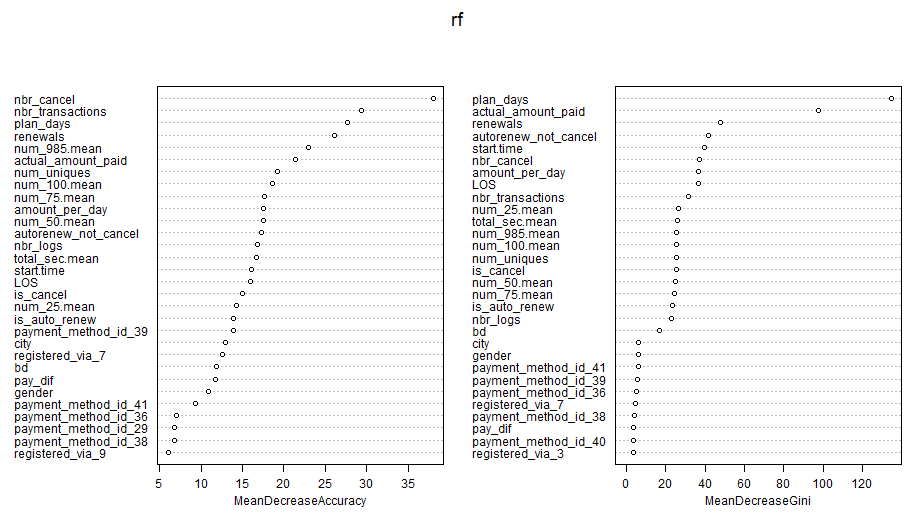 rf
nbr_cancel
nbr_transactions
plan_days
renewals
num_985.mean
actual_amount_paid
num_uniques
num_100.mean
num_75.mean
amount_per_day
num_50.mean
autorenew_not_cancel
nbr_logs
total_sec.mean
start.time
LOS
is_cancel
num_25.mean
is_auto_renew
payment_method_id_39
city
registered_via_7
bd
pay_dif
gender
payment_method_id_41
payment_method_id_36
payment_method_id_29
payment_method_id_38
registered_via_9
5 10 15 20 25 30 35
MeanDecreaseAccuracy
plan_days
actual_amount_paid
renewals
autorenew_not_cancel
start.time
nbr_cancel
amount_per_day
LOS
nbr_transactions
num_25.mean
total_sec.mean
num_985.mean
num_100.mean
num_uniques
is_cancel
num_50.mean
num_75.mean
is_auto_renew
nbr_logs
bd
city
gender
payment_method_id_41
payment_method_id_39
payment_method_id_36
registered_via_7
payment_method_id_38
pay_dif
payment_method_id_40
registered_via_3
0 20 40 60 80 100 120
MeanDecreaseGini